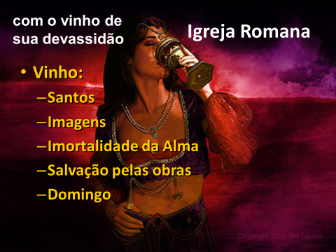 com o vinho de
sua devassidão
Igreja Romana
• Vinho:
–Santos
–Imagens
–Imortalidade da Alma
–Salvação pelas obras
–Domingo